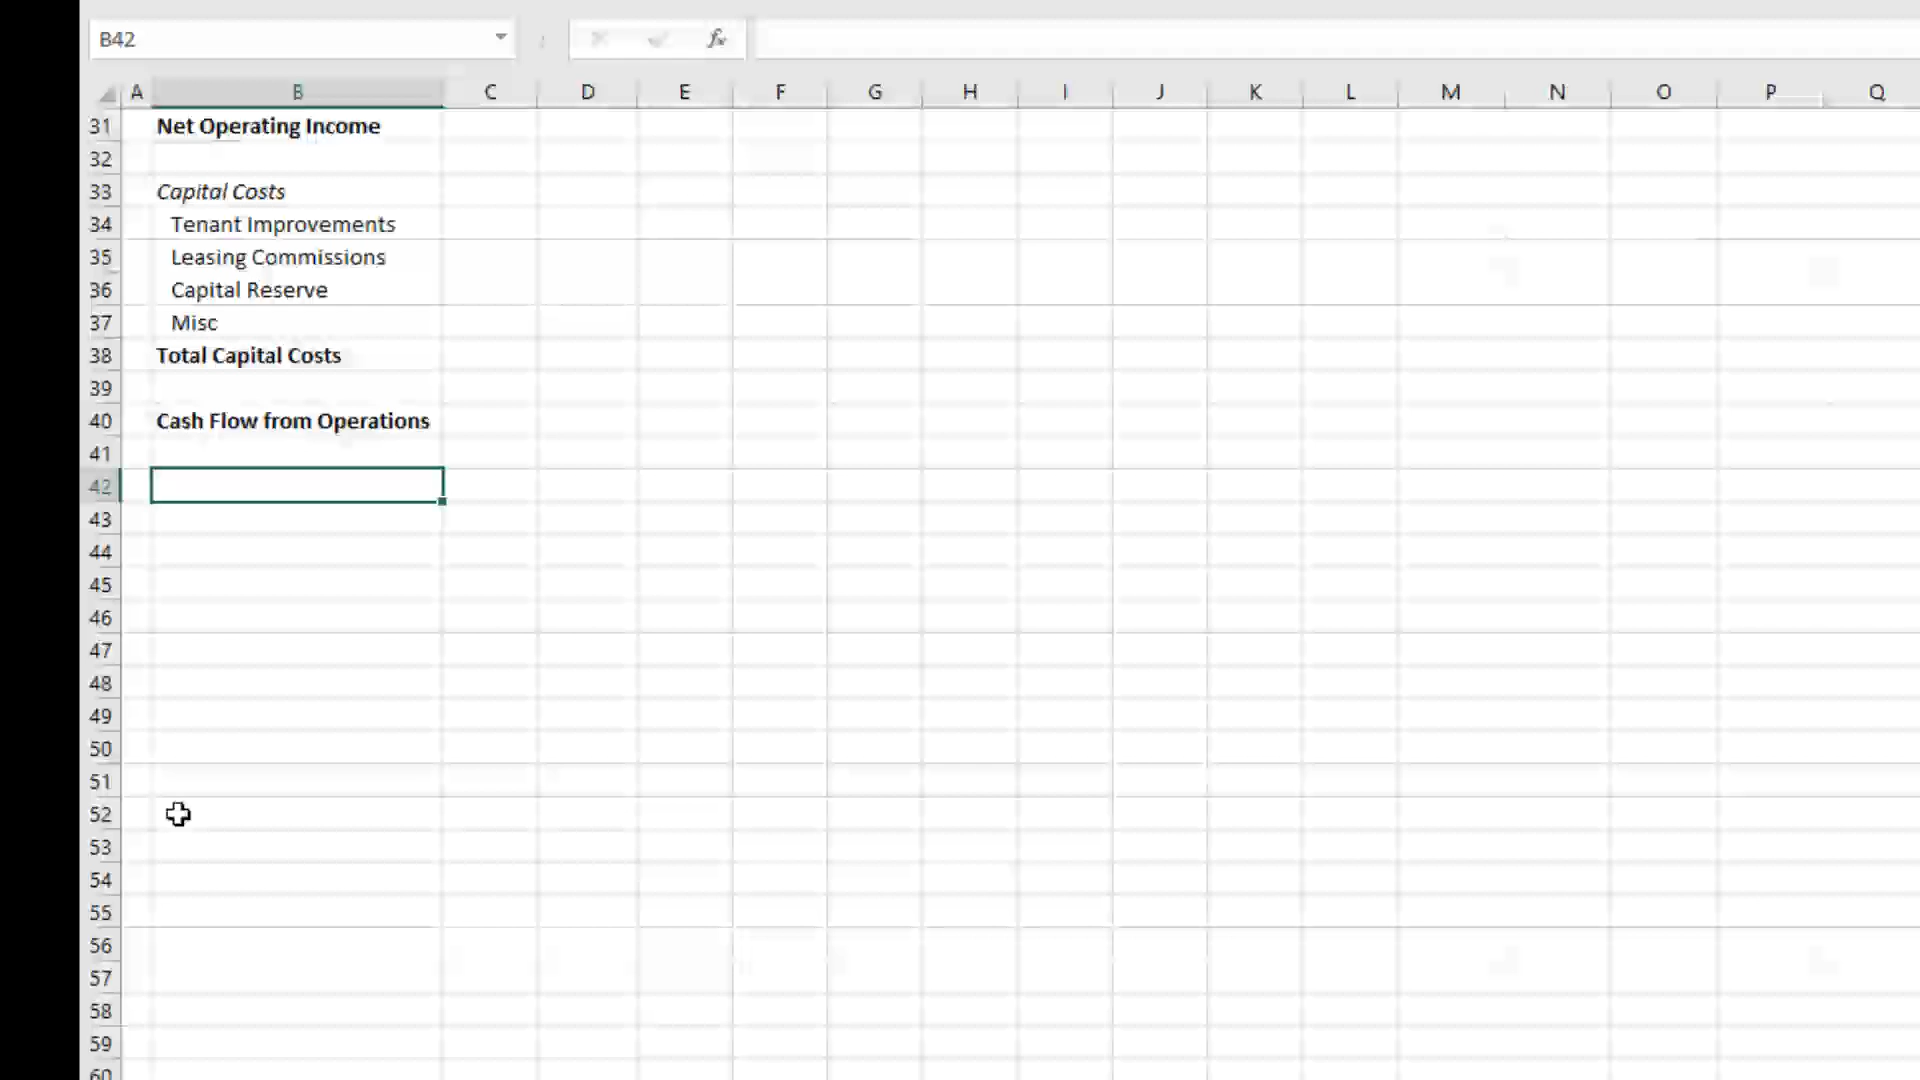 B42 fx
A B C D E F G H I J K L M N O P Q
31 Net Operating Income
32
33 Capital Costs
34 Tenant Improvements
35 Leasing Commissions
36 Capital Reserve
37 Misc
38 Total Capital Costs
39
40 Cash Flow from Operations
41
42
43
44
45
46
47
48
49
50
51
52
53
54
55
56
57
58
59
60